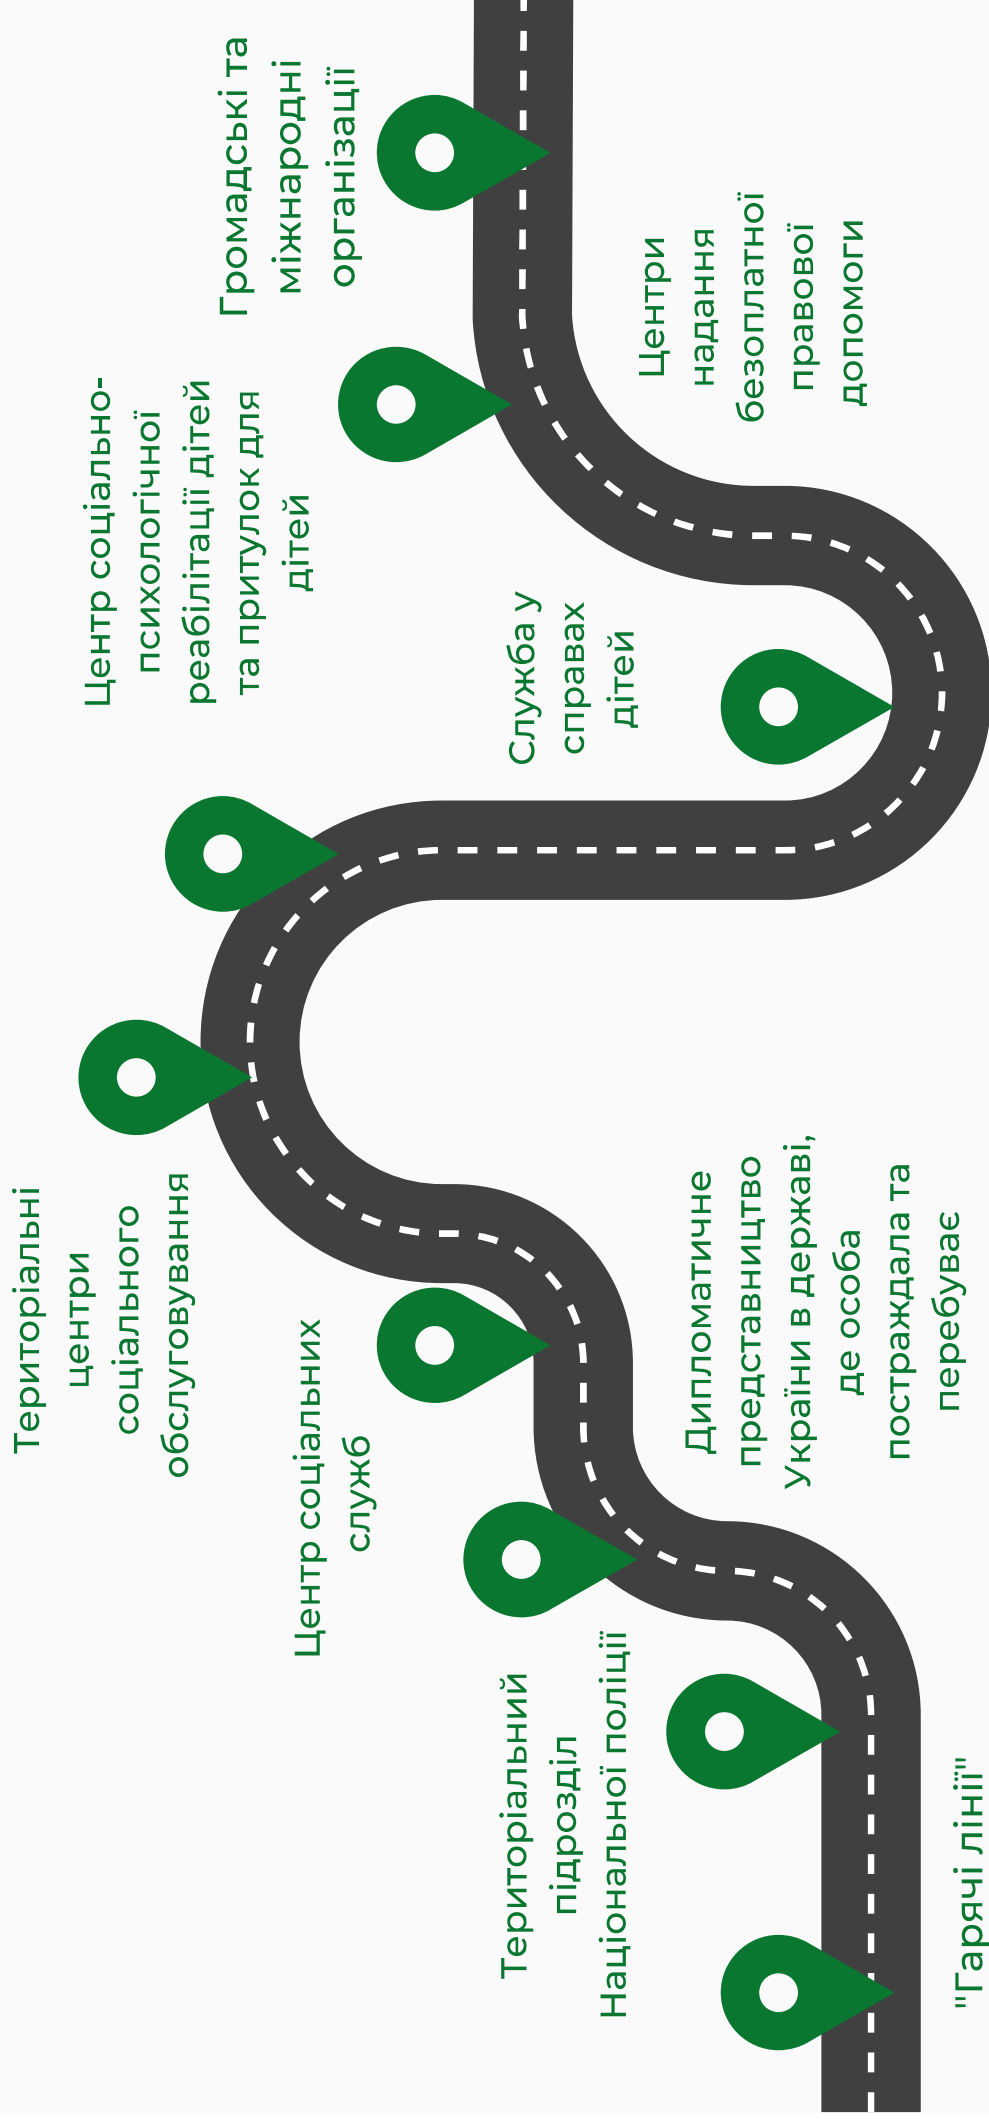 "Гарячі лінії"
Територіальний
підрозділ
Національної поліції
Дипломатичне
представництво
України в державі,
де особа
постраждала та
перебуває
Центр соціальних
служб
Територіальні
центри
соціального
обслуговування
Служба у
справах
дітей
Центр соціально-
психологічної
реабілітації дітей
та притулок для
дітей
Центри
надання
безоплатної
правової
допомоги
Громадські та
міжнародні
організації